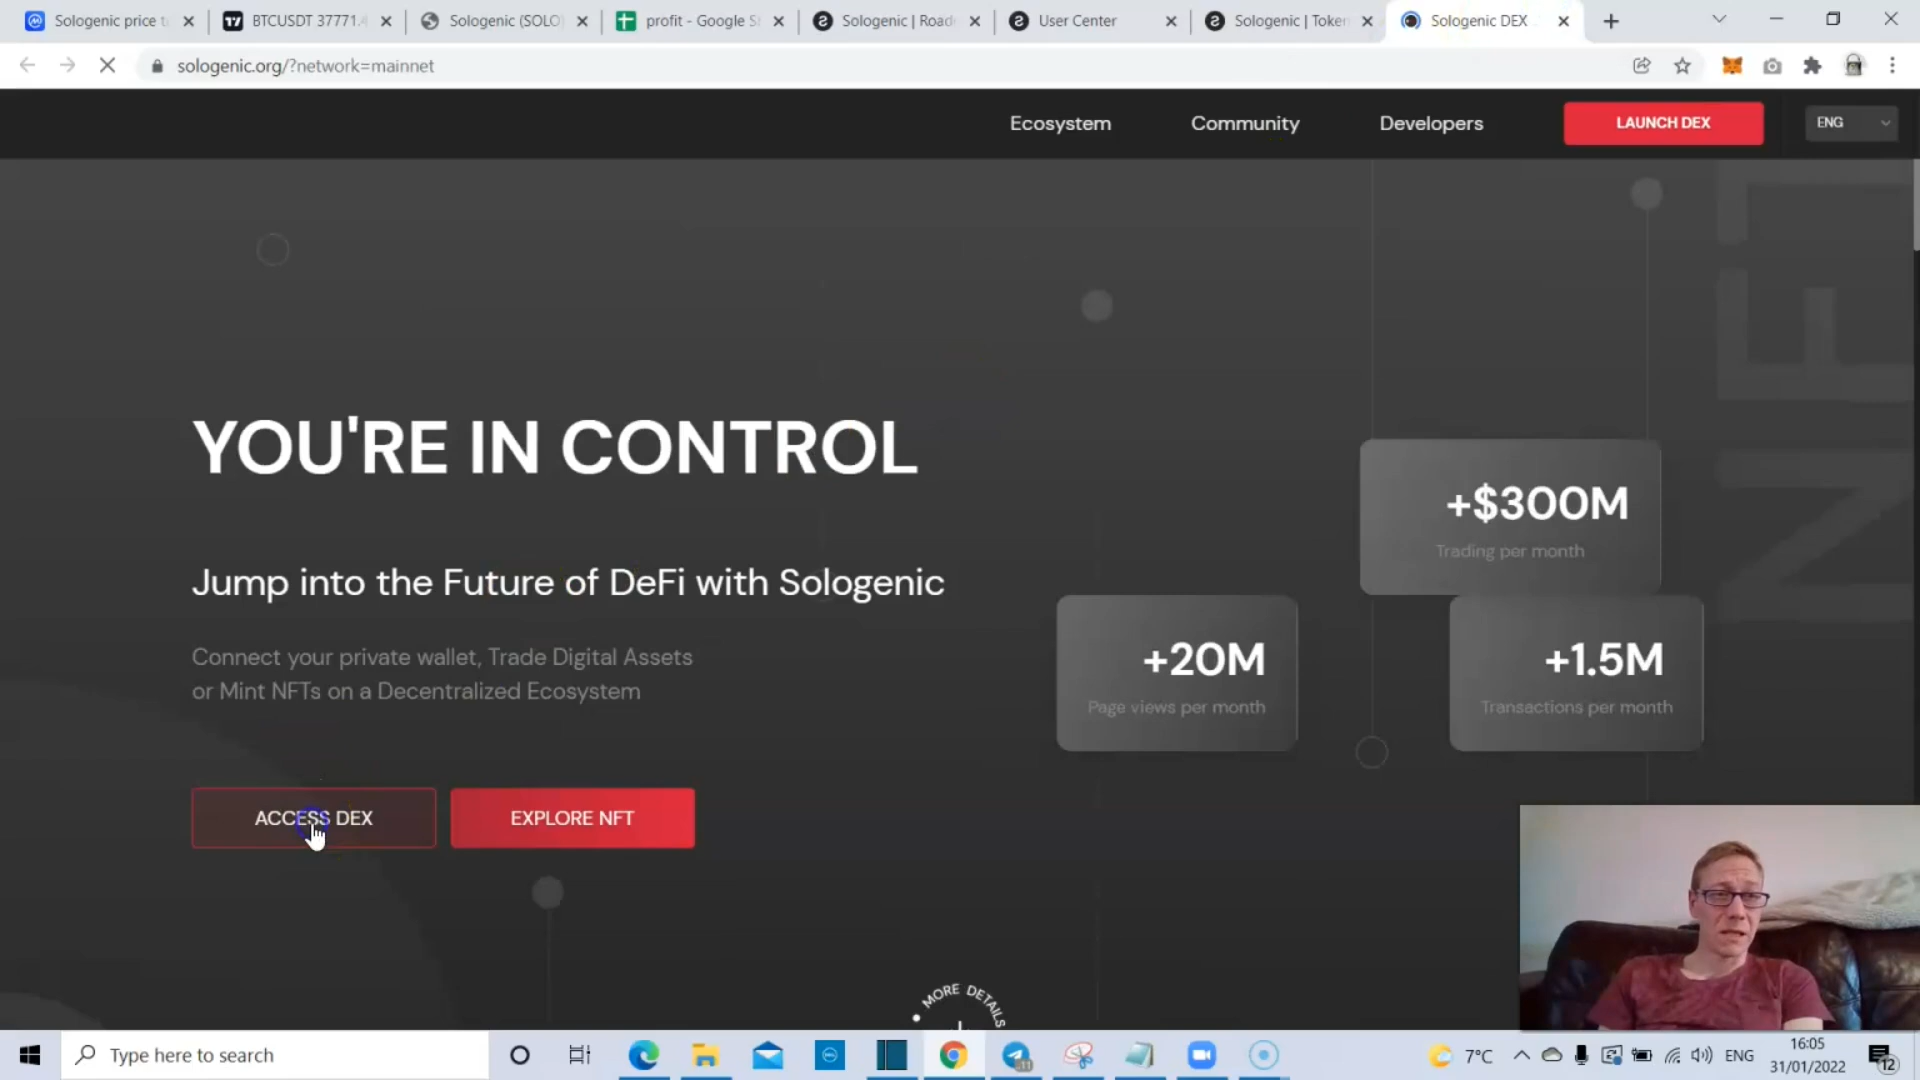 Sologenic price t
BTCUSDT 37771.
Sologenic (SOLO
profit - Google S
Sologenic | Road
User Center
Sologenic | Token
Sologenic DEX
sologenic.org/?network=mainnet
Ecosystem
Community
Developers
LAUNCH DEX
ENG
NFT
YOU'RE IN CONTROL
Jump into the Future of DeFi with Sologenic
Connect your private wallet, Trade Digital Assets
or Mint NFTs on a Decentralized Ecosystem
+$300M
Trading per month
+20M
Page views per month
+1.5M
Transactions per month
ACCESS DEX
EXPLORE NFT
MORE DETAILS
Type here to search
7°C
ENG
16:05
31/01/2022
12